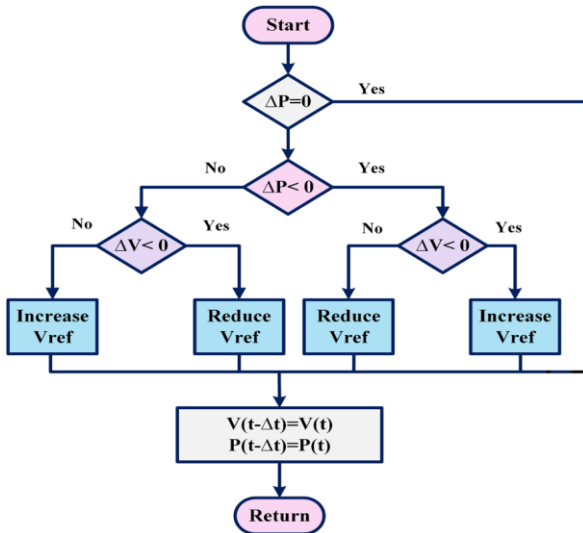 Start
ΔP=0
Yes
No
ΔP< 0
Yes
No
ΔV< 0
Yes
No
ΔV< 0
Yes
Increase
Vref
Reduce
Vref
Reduce
Vref
Increase
Vref
V(t-Δt)=V(t)
P(t-Δt)=P(t)
Return